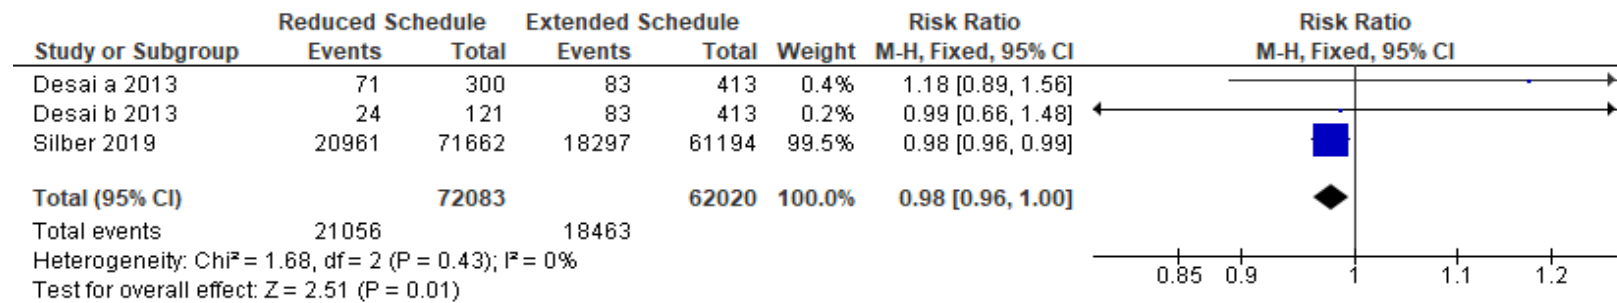 Reduced Schedule Extended Schedule Risk Ratio Risk Ratio
Study or Subgroup Events Total Events Total Weight M-H, Fixed, 95% CI M-H, Fixed, 95% CI
Desai a 2013 71 300 83 413 0.4% 1.18 [0.89, 1.56]
Desai b 2013 24 121 83 413 0.2% 0.99 [0.66, 1.48]
Silber 2019 20961 71662 18297 61194 99.5% 0.98 [0.96, 0.99]
Total (95% CI) 72083 62020 100.0% 0.98 [0.96, 1.00]
Total events 21056 18463
Heterogeneity: Chi² = 1.68, df = 2 (P = 0.43); I² = 0%
Test for overall effect: Z = 2.51 (P = 0.01)
0.85 0.9 1 1.1 1.2